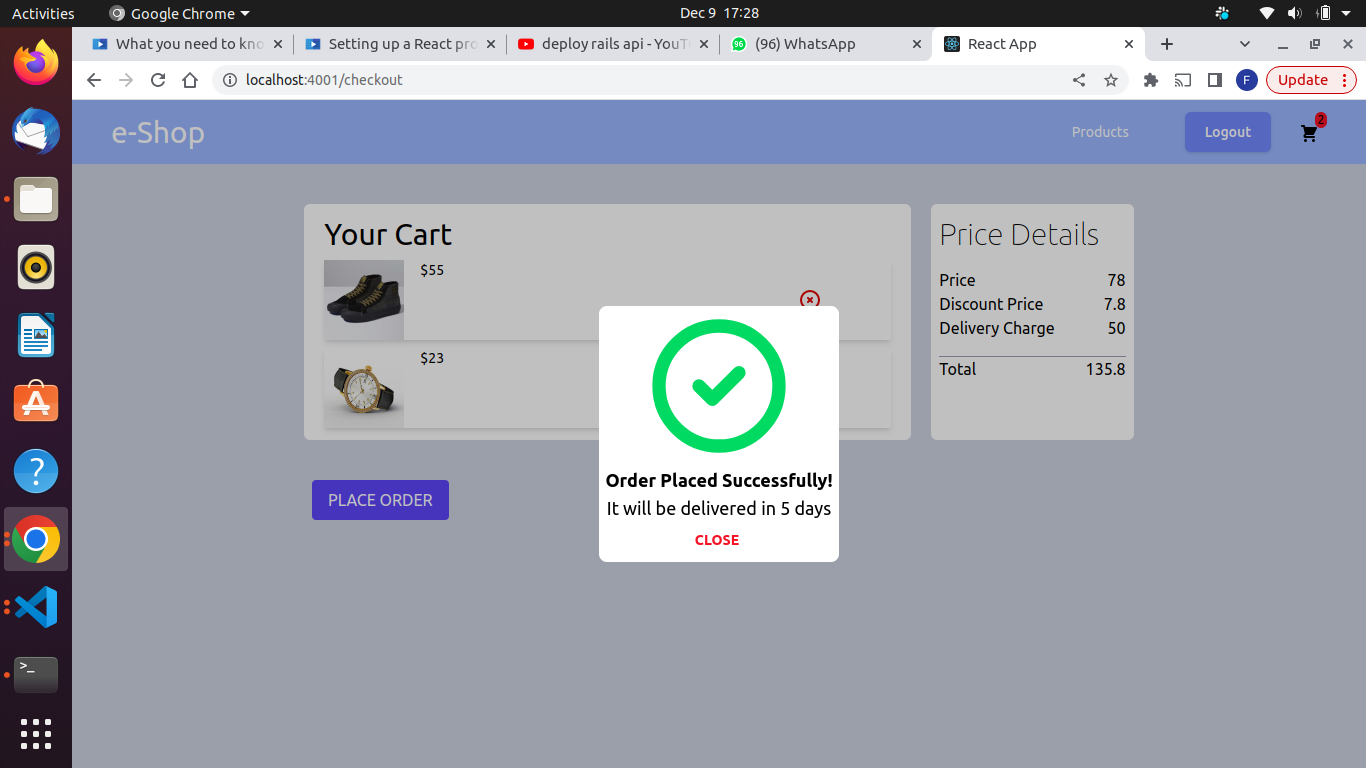 Activities Google Chrome Dec 9 17:28
What you need to kno Setting up a React pro deploy rails api - YouT (96) WhatsApp React App
localhost:4001/checkout F Update
e-Shop Products Logout 2
Your Cart
$55
$23
Price Details
Price 78
Discount Price 7.8
Delivery Charge 50
Total 135.8
Order Placed Successfully!
It will be delivered in 5 days
CLOSE
PLACE ORDER